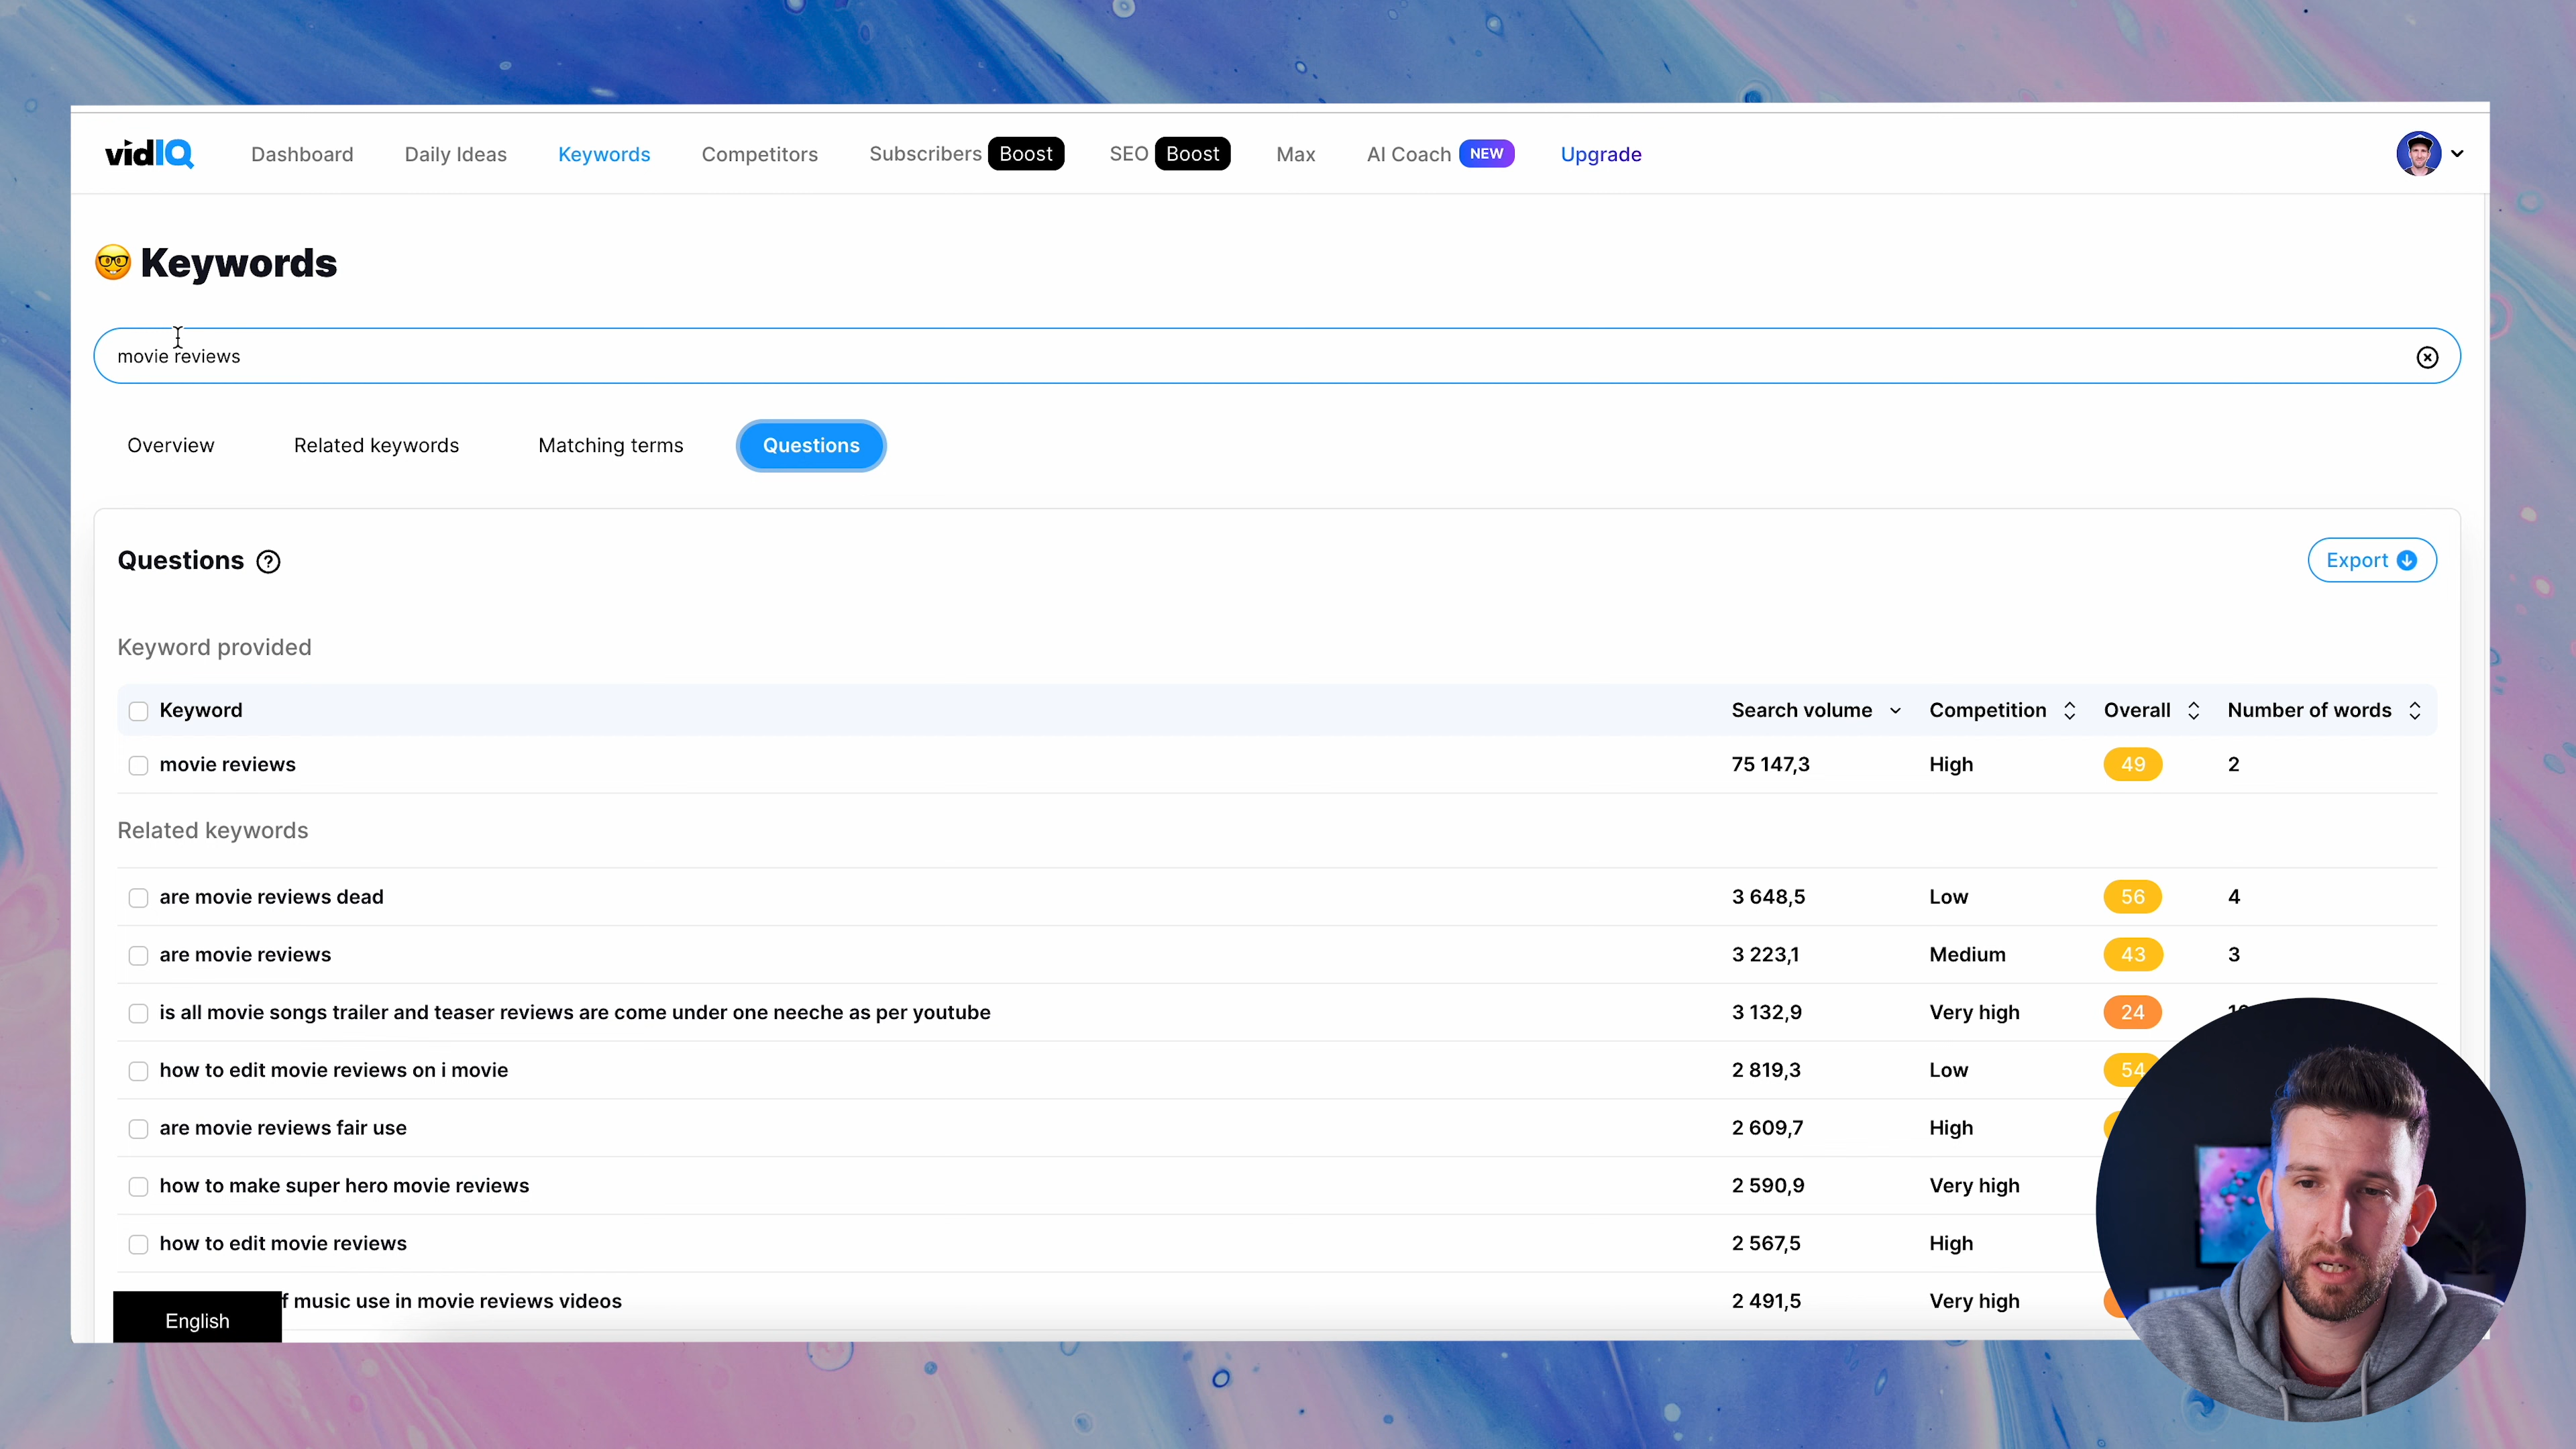 vidIQ Dashboard Daily Ideas Keywords Competitors Subscribers Boost SEO Boost Max AI Coach NEW Upgrade
Keywords
movie reviews
Overview Related keywords Matching terms Questions
Questions Export
Keyword provided
Keyword Search volume Competition Overall Number of words
movie reviews 75 147,3 High 49 2
Related keywords
are movie reviews dead 3 648,5 Low 56 4
are movie reviews 3 223,1 Medium 43 3
is all movie songs trailer and teaser reviews are come under one neeche as per youtube 3 132,9 Very high 24
how to edit movie reviews on i movie 2 819,3 Low 54
are movie reviews fair use 2 609,7 High
how to make super hero movie reviews 2 590,9 Very high
how to edit movie reviews 2 567,5 High
f music use in movie reviews videos 2 491,5 Very high
English